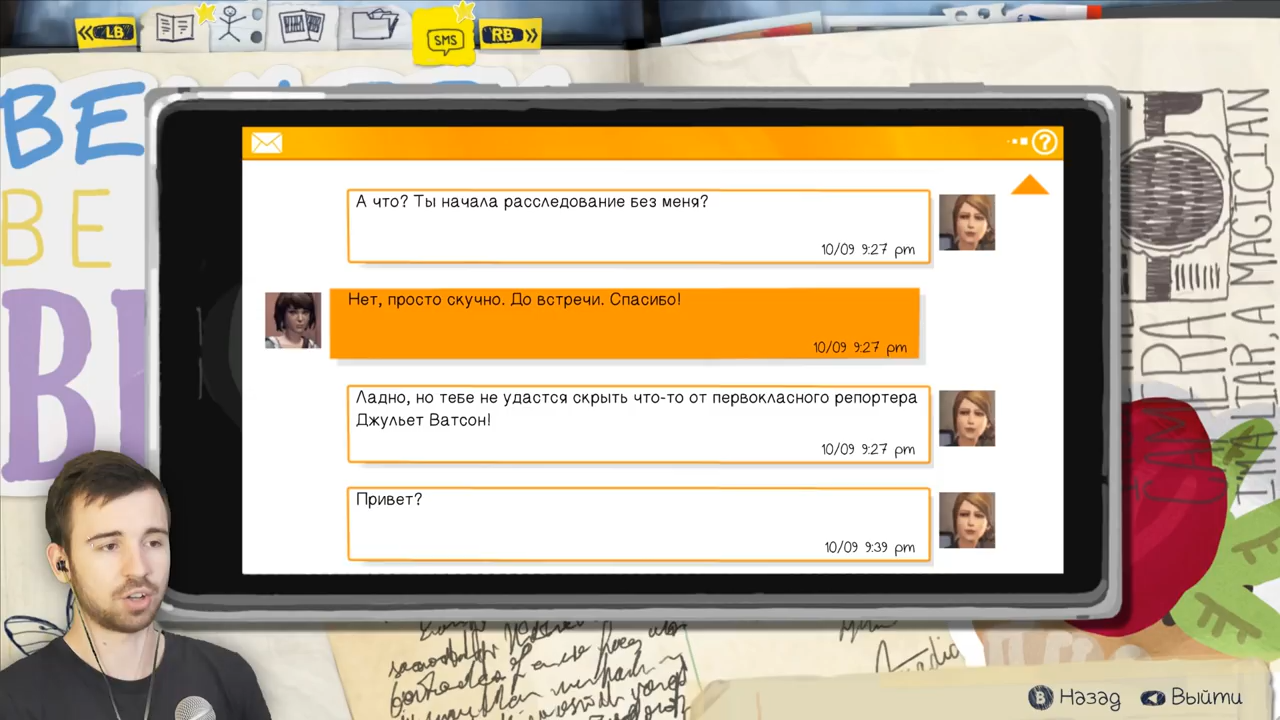 LB
SMS
RB
BE
BE
А что? Ты начала расследование без меня?
10/09 9:27 pm
Нет, просто скучно. До встречи. Спасибо!
10/09 9:27 pm
Ладно, но тебе не удастся скрыть что-то от первокласного репортера
Джульет Ватсон!
10/09 9:27 pm
Привет?
10/09 9:39 pm
B Назад
Выйти
CAMERA
A MAGICIAN